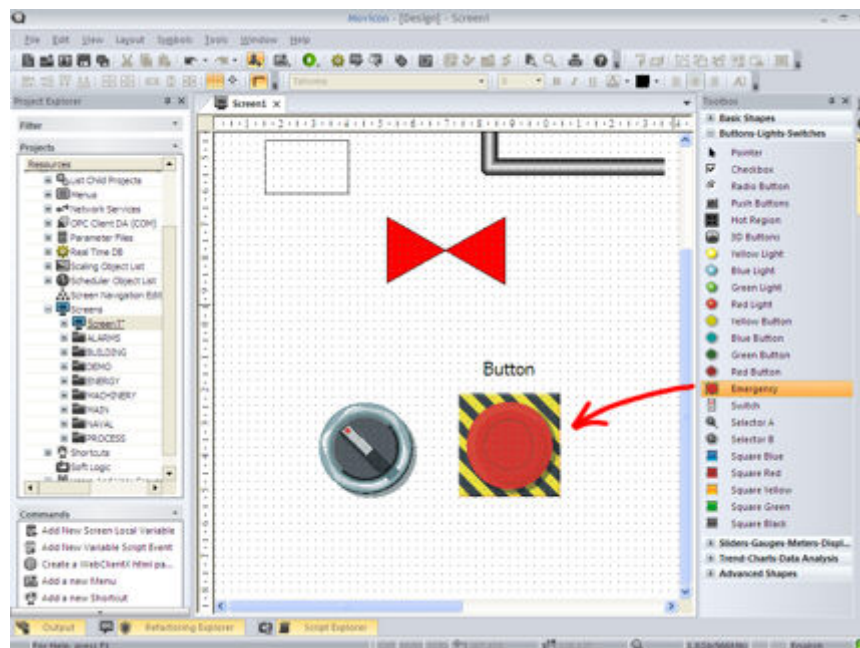 Movicon - [Design] - Screen1
File Edit View Layout Symbols Tools Window Help
Project Explorer
Screen1
Toolbox
Filter
Projects
Resources
List Child Projects
Menus
Network Services
OPC Client DA (COM)
Parameter Files
Real Time DB
Scaling Object List
Scheduler Object List
Screen Navigation Edit
Screens
Screen1*
ALARMS
BUILDING
DEMO
ENERGY
MACHINERY
MAIN
NAVAL
PROCESS
Shortcuts
Soft Logic
Commands
Add New Screen Local Variable
Add New Variable Script Event
Create a WebClientX html pa...
Add a new Menu
Add a new Shortcut
Button
Basic Shapes
Buttons-Lights-Switches
Pointer
Checkbox
Radio Button
Push Buttons
Hot Region
3D Buttons
Yellow Light
Blue Light
Green Light
Red Light
Yellow Button
Blue Button
Green Button
Red Button
Emergency
Switch
Selector A
Selector B
Square Blue
Square Red
Square Yellow
Square Green
Square Black
Sliders-Gauges-Meters-Displ...
Trend-Charts-Data Analysis
Advanced Shapes
Output
Refactoring Explorer
Script Explorer
For Help, press F1
English